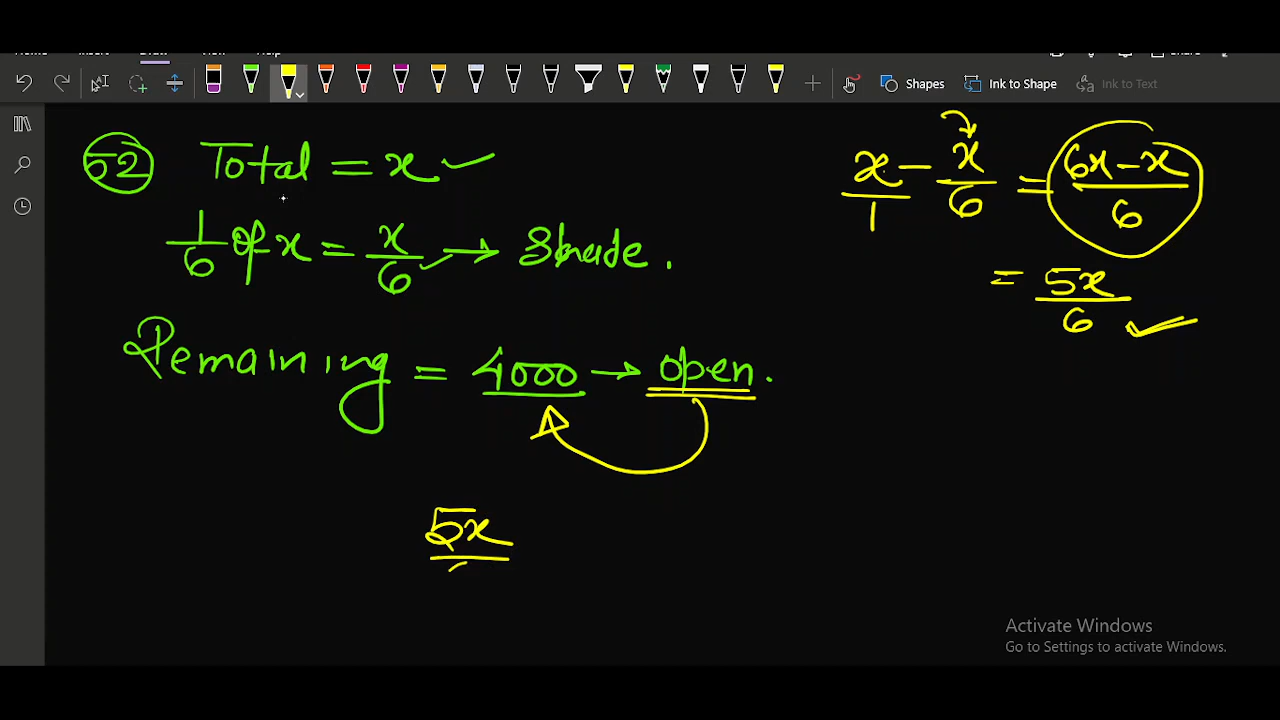 Shapes Ink to Shape Ink to Text
52 Total = x
1/6 of x = x/6 → Shade.
Remaining = 4000 → open.
5x
x/1 - x/6 = 6x-x/6
= 5x/6
Activate Windows
Go to Settings to activate Windows.